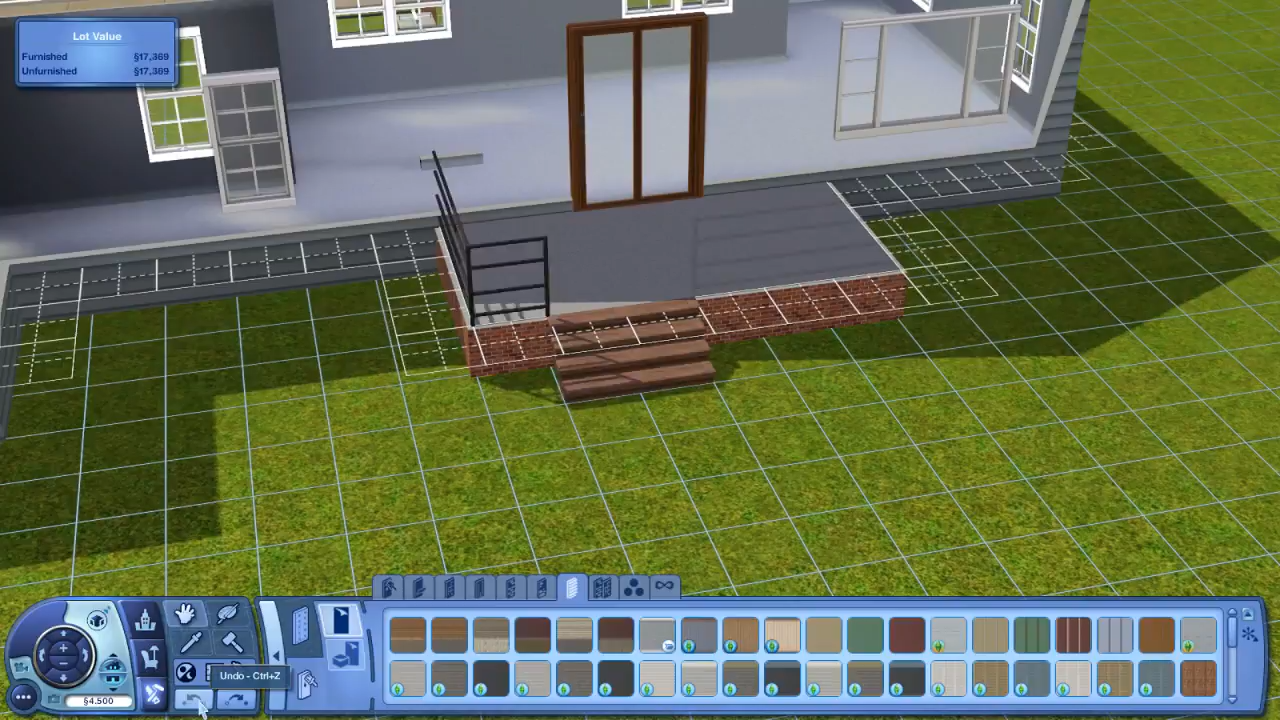 Lot Value
Furnished §17,369
Unfurnished §17,369
Undo - Ctrl+Z
§4,500